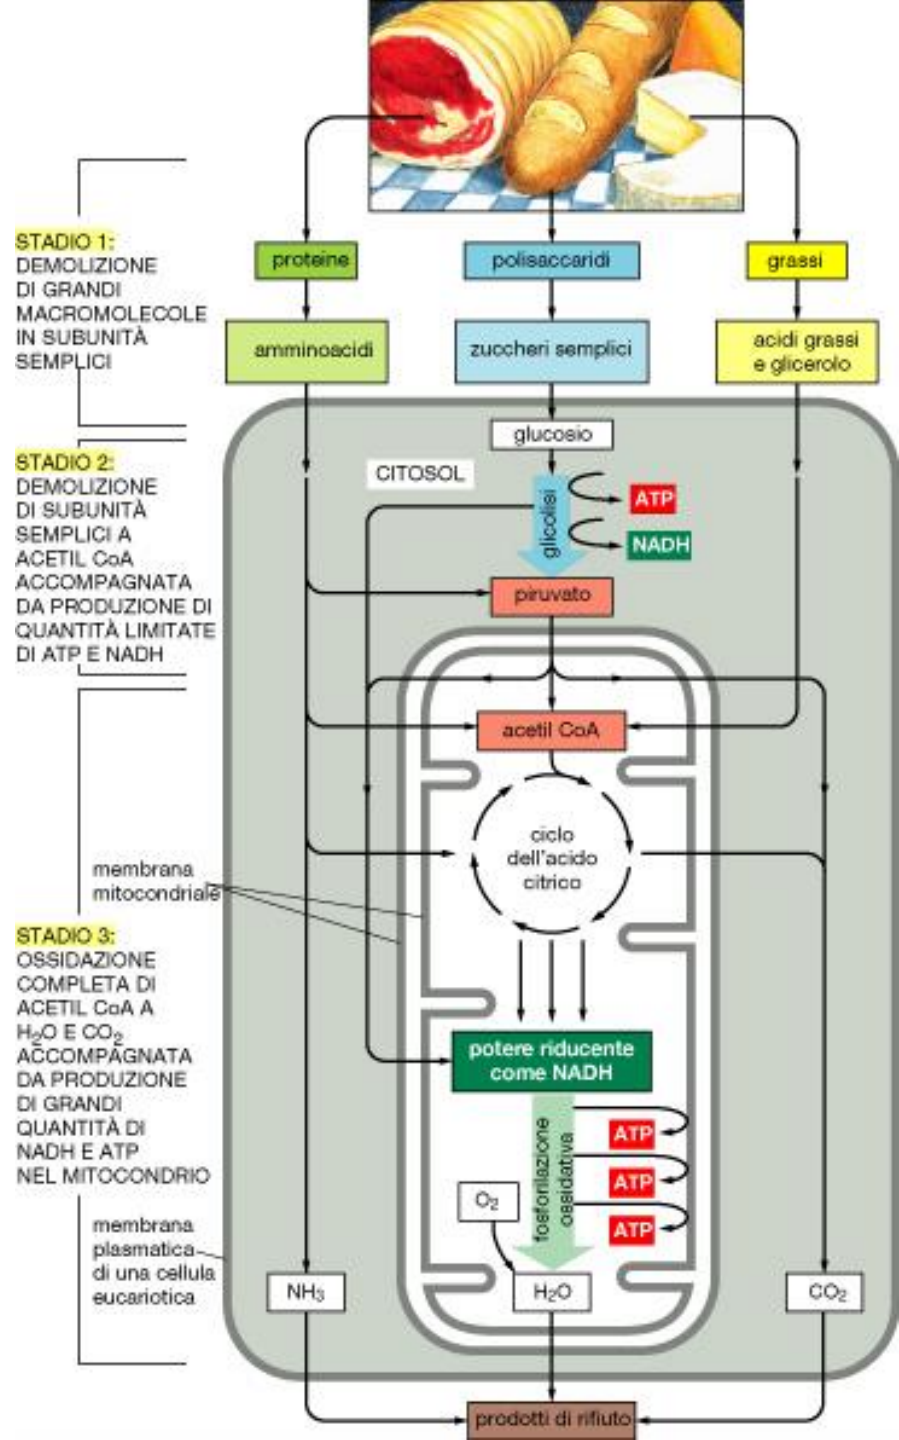 STADIO 1:
DEMOLIZIONE
DI GRANDI
MACROMOLECOLE
IN SUBUNITÀ
SEMPLICI
proteine
polisaccaridi
grassi
amminoacidi
zuccheri semplici
acidi grassi
e glicerolo
STADIO 2:
DEMOLIZIONE
DI SUBUNITÀ
SEMPLICI A
ACETIL CoA
ACCOMPAGNATA
DA PRODUZIONE DI
QUANTITÀ LIMITATE
DI ATP E NADH
glucosio
CITOSOL
glicolisi
ATP
NADH
piruvato
acetil CoA
ciclo
dell'acido
citrico
membrana
mitocondriale
STADIO 3:
OSSIDAZIONE
COMPLETA DI
ACETIL CoA A
H₂O E CO₂
ACCOMPAGNATA
DA PRODUZIONE
DI GRANDI
QUANTITÀ DI
NADH E ATP
NEL MITOCONDRIO
potere riducente
come NADH
fosforilazione
ossidativa
ATP
ATP
ATP
O₂
membrana
plasmatica
di una cellula
eucariotica
NH₃
H₂O
CO₂
prodotti di rifiuto